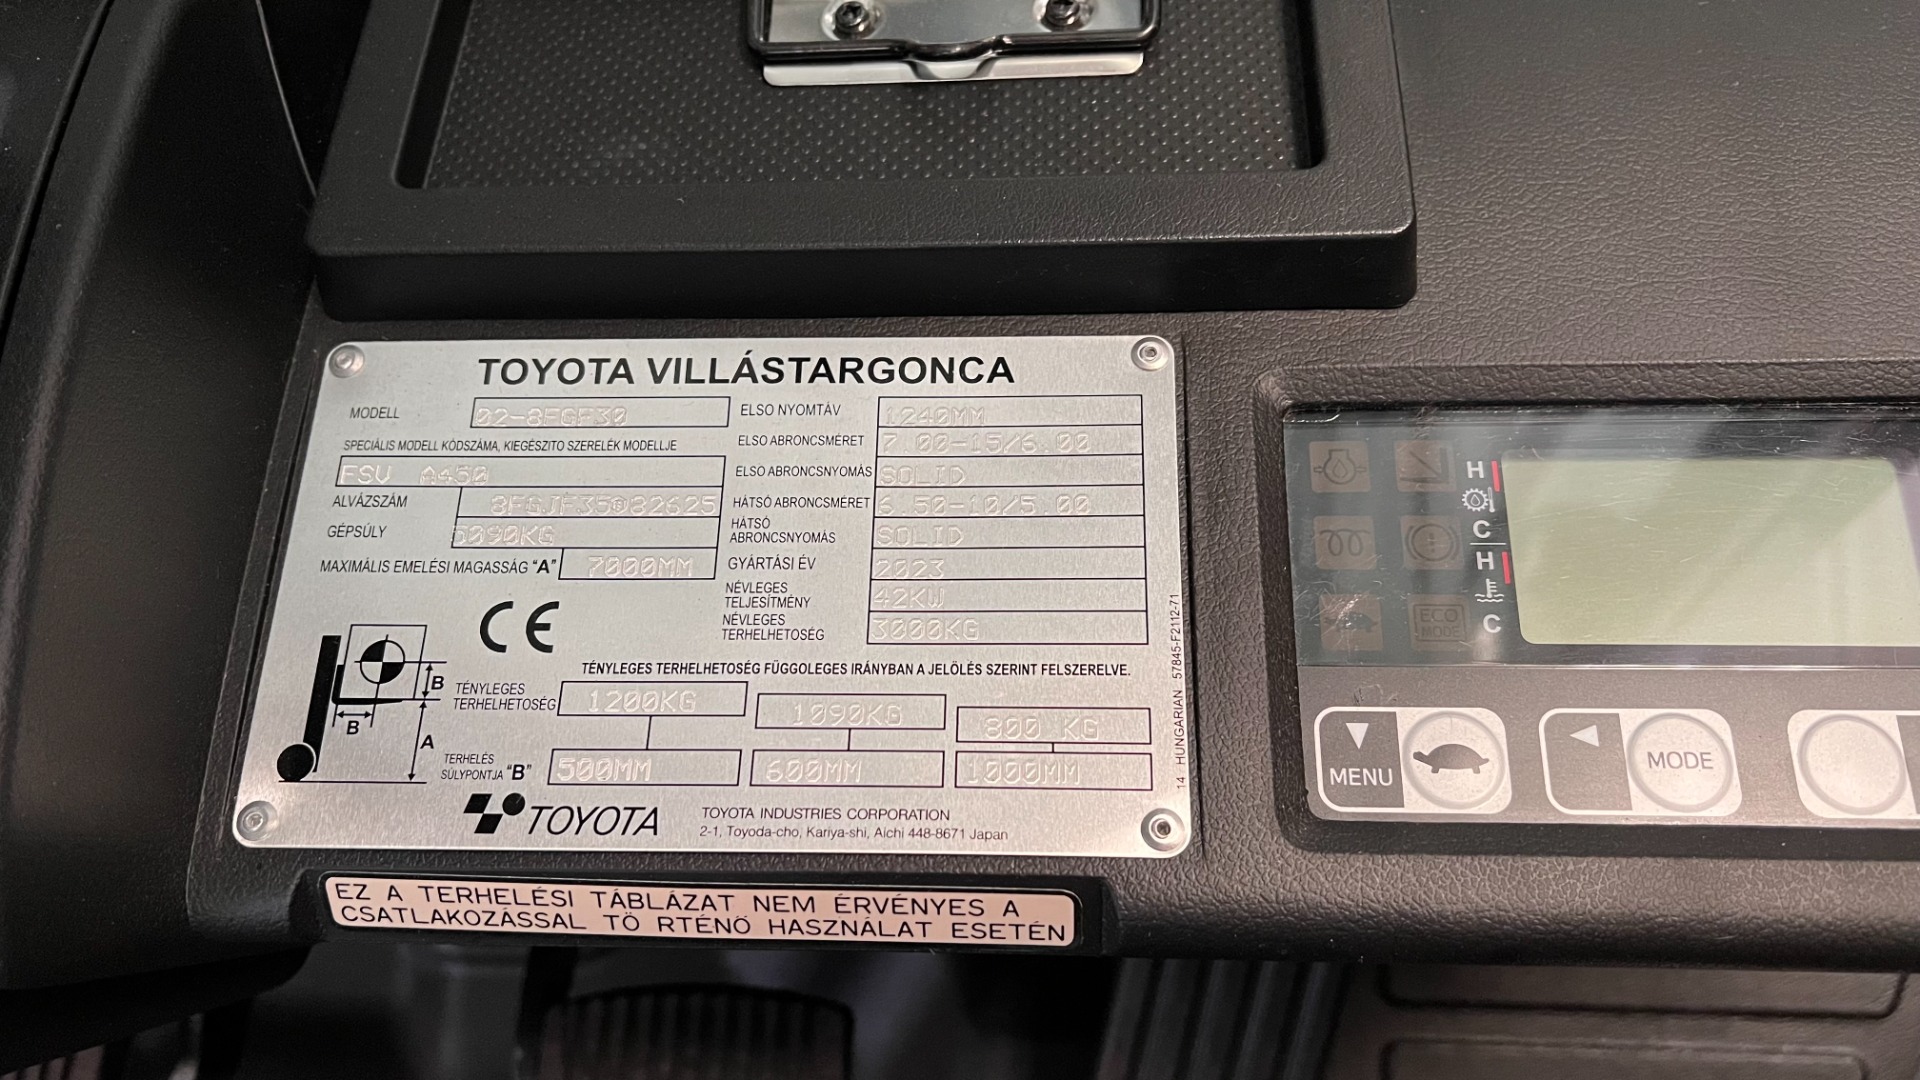 TOYOTA VILLÁSTARGONCA
MODELL 02-8FGF30
SPECIÁLIS MODELL KÓDSZÁMA, KIEGÉSZITO SZERELÉK MODELLJE
FSV A450
ALVÁZSZÁM 8FGJF35®82625
GÉPSÚLY 5090KG
MAXIMÁLIS EMELÉSI MAGASSÁG "A" 7000MM
ELSO NYOMTÁV 1240MM
ELSO ABRONCSMÉRET 7.00-15/6.00
ELSO ABRONCSNYOMÁS SOLID
HÁTSÓ ABRONCSMÉRET 6.50-10/5.00
HÁTSÓ
ABRONCSNYOMÁS SOLID
GYÁRTÁSI ÉV 2023
NÉVLEGES
TELJESÍTMÉNY 42KW
NÉVLEGES
TERHELHETOSÉG 3000KG
CE
TÉNYLEGES TERHELHETOSÉG FÜGGOLEGES IRÁNYBAN A JELÖLÉS SZERINT FELSZERELVE.
B
B
A
TÉNYLEGES
TERHELHETOSÉG 1200KG 1090KG 800 KG
TERHELÉS
SÚLYPONTJA "B" 500MM 600MM 1000MM
TOYOTA
TOYOTA INDUSTRIES CORPORATION
2-1, Toyoda-cho, Kariya-shi, Aichi 448-8671 Japan
14 HUNGARIAN 57845-F2112-71
EZ A TERHELÉSI TÁBLÁZAT NEM ÉRVÉNYES A
CSATLAKOZÁSSAL TÖ RTÉNÖ HASZNÁLAT ESETÉN
H
C
H
C
ECO
MODE
MENU
MODE